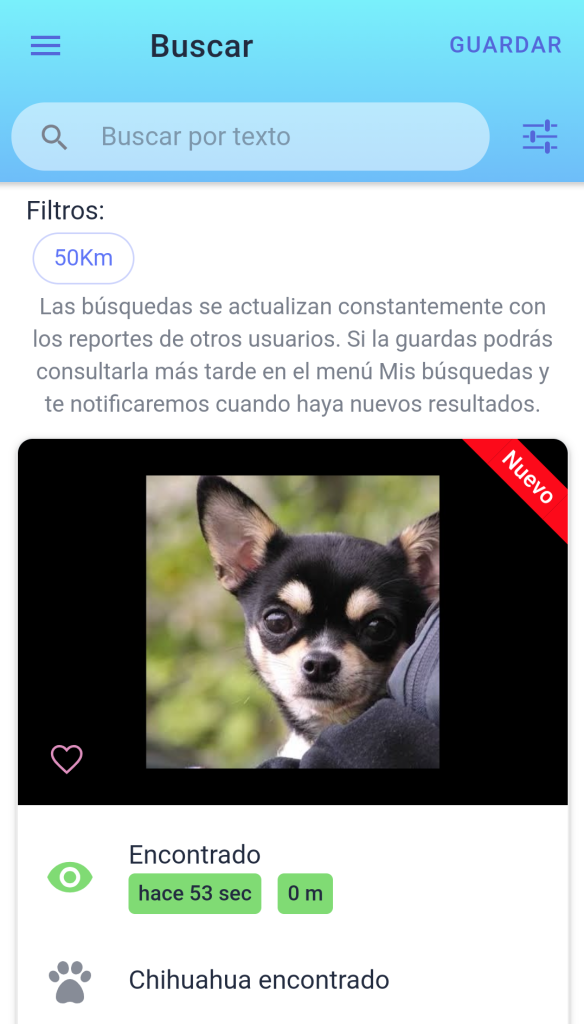 Buscar
GUARDAR
Buscar por texto
Filtros:
50Km
Las búsquedas se actualizan constantemente con
los reportes de otros usuarios. Si la guardas podrás
consultarla más tarde en el menú Mis búsquedas y
te notificaremos cuando haya nuevos resultados.
Nuevo
Encontrado
hace 53 sec
0 m
Chihuahua encontrado